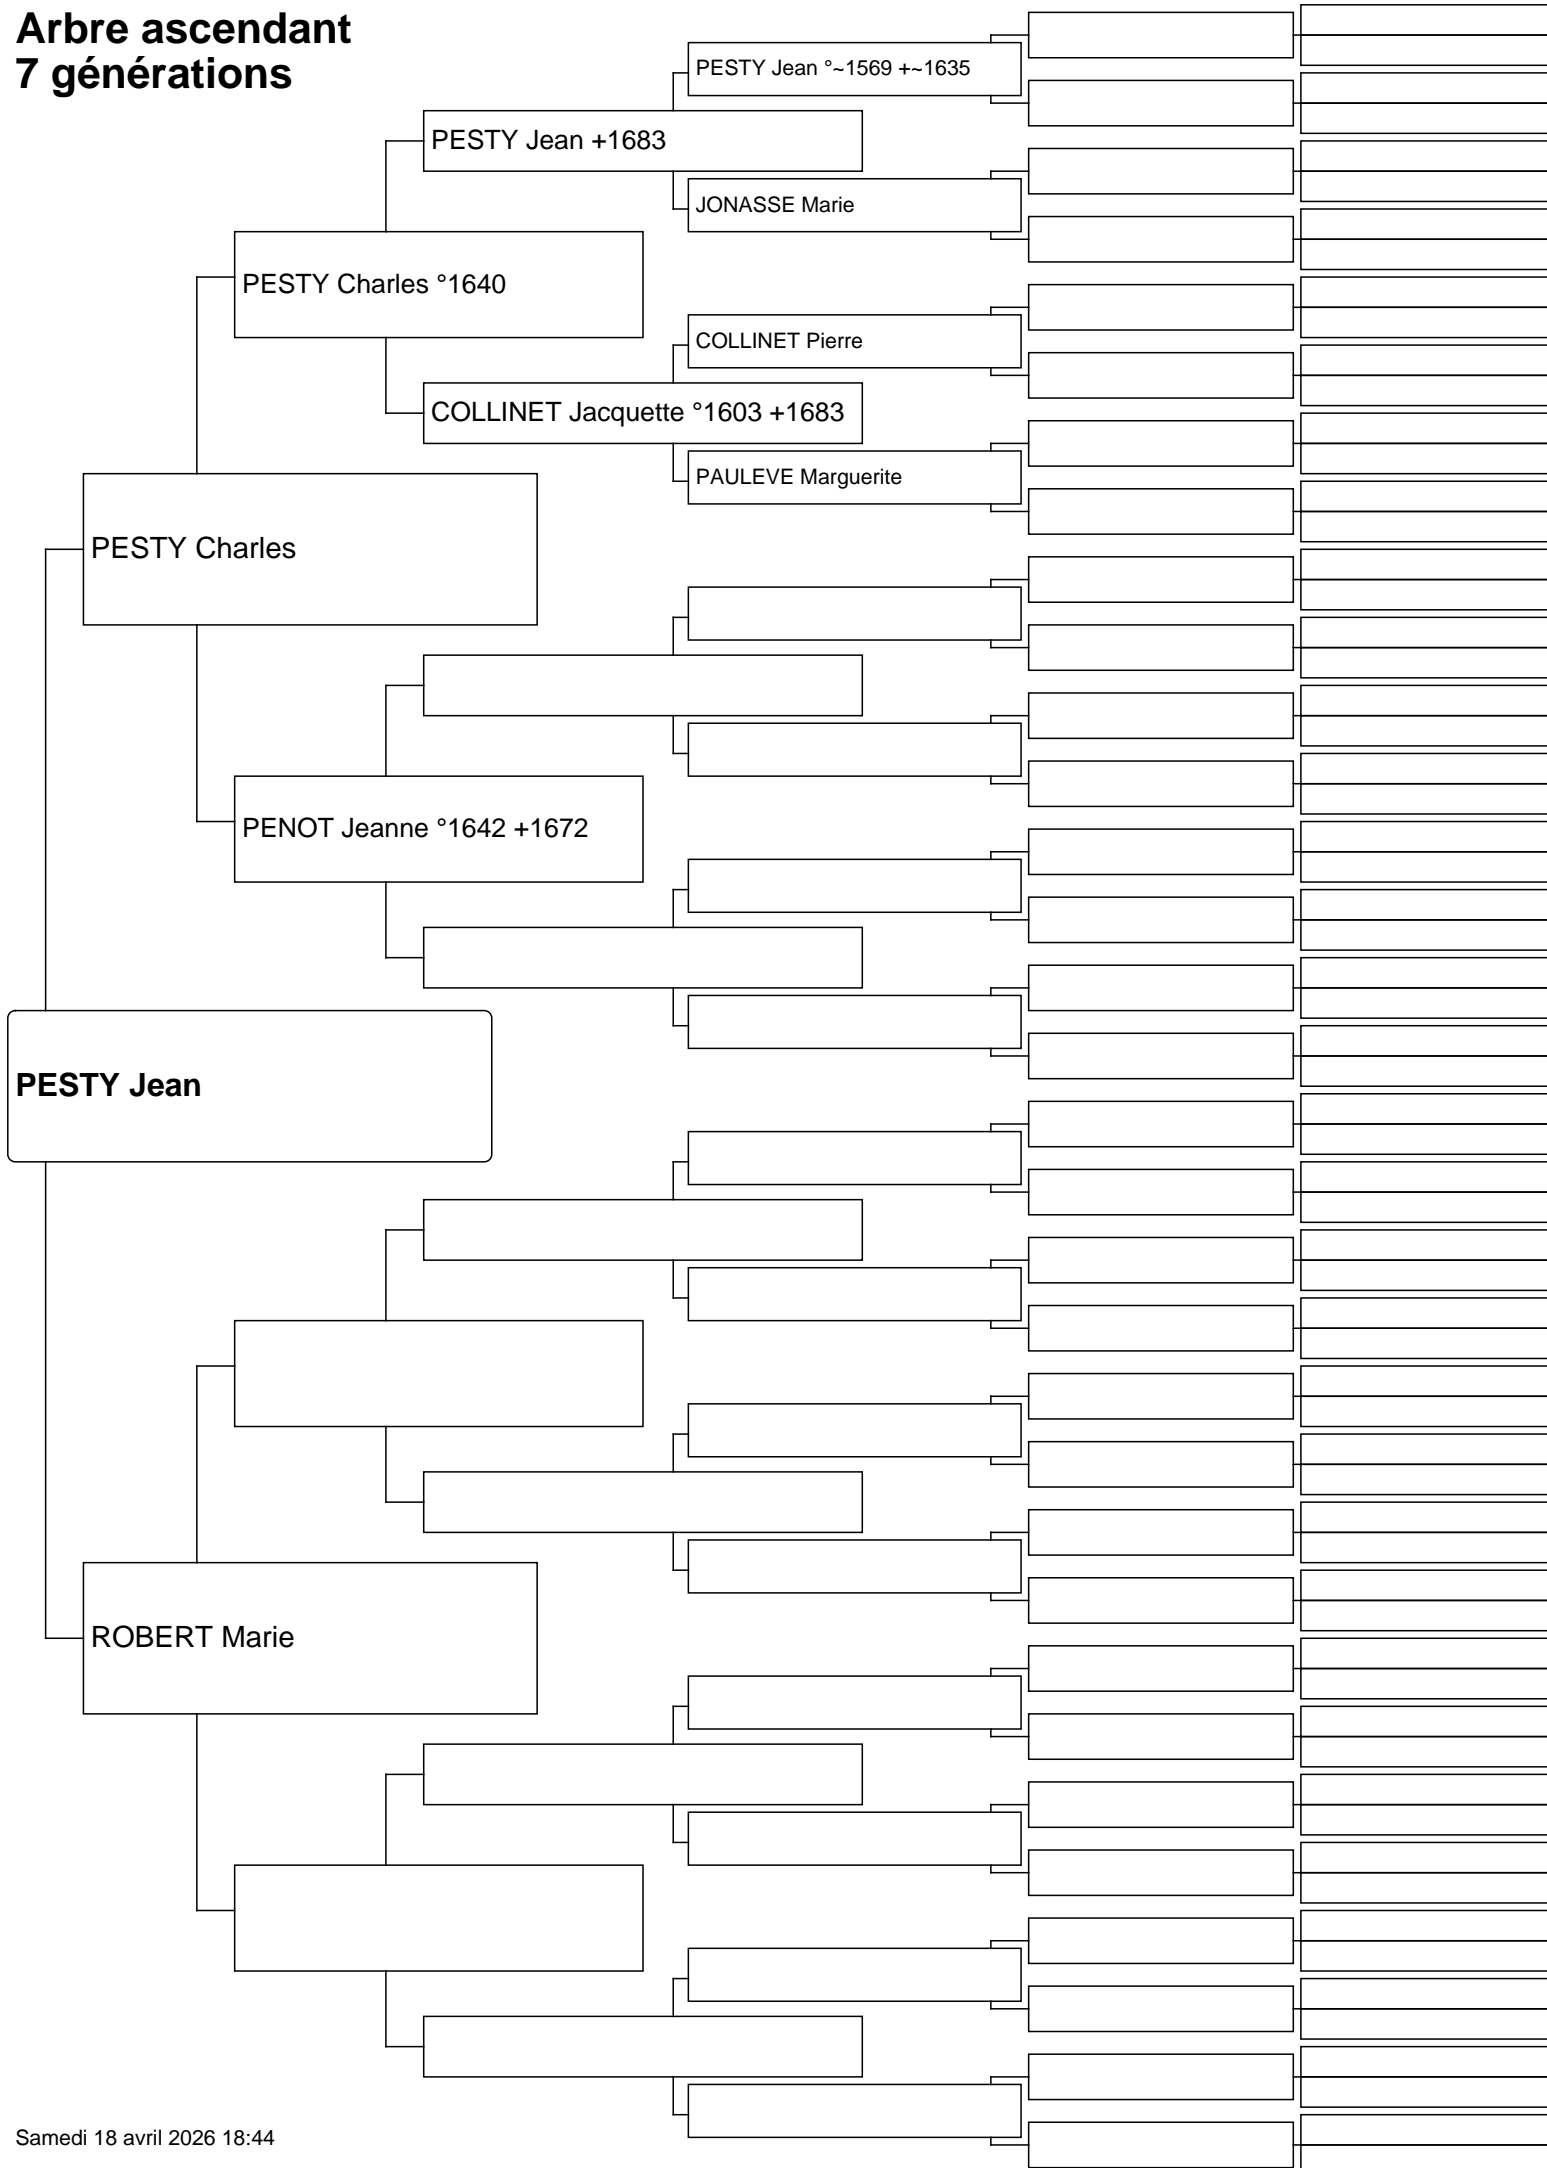 Arbre ascendant
7 générations
PESTY Jean °~1569 +~1635
PESTY Jean +1683
JONASSE Marie
PESTY Charles °1640
COLLINET Pierre
COLLINET Jacquette °1603 +1683
PAULEVE Marguerite
PESTY Charles
PENOT Jeanne °1642 +1672
PESTY Jean
ROBERT Marie
Samedi 18 avril 2026 18:44